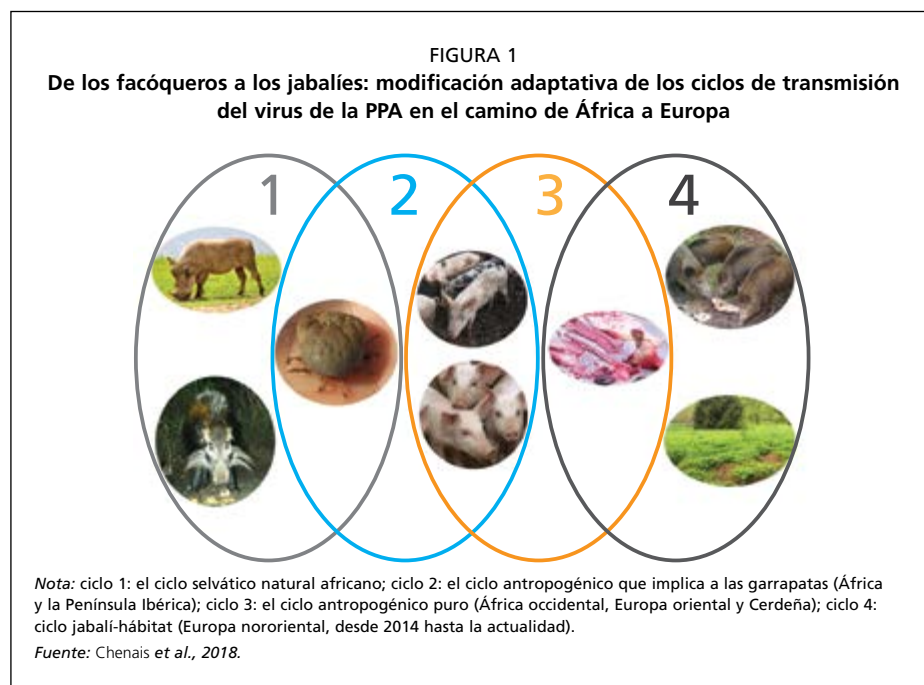 FIGURA 1
De los facóqueros a los jabalíes: modificación adaptativa de los ciclos de transmisión
del virus de la PPA en el camino de África a Europa
1 2 3 4
Nota: ciclo 1: el ciclo selvático natural africano; ciclo 2: el ciclo antropogénico que implica a las garrapatas (África
y la Península Ibérica); ciclo 3: el ciclo antropogénico puro (África occidental, Europa oriental y Cerdeña); ciclo 4:
ciclo jabalí-hábitat (Europa nororiental, desde 2014 hasta la actualidad).
Fuente: Chenais et al., 2018.